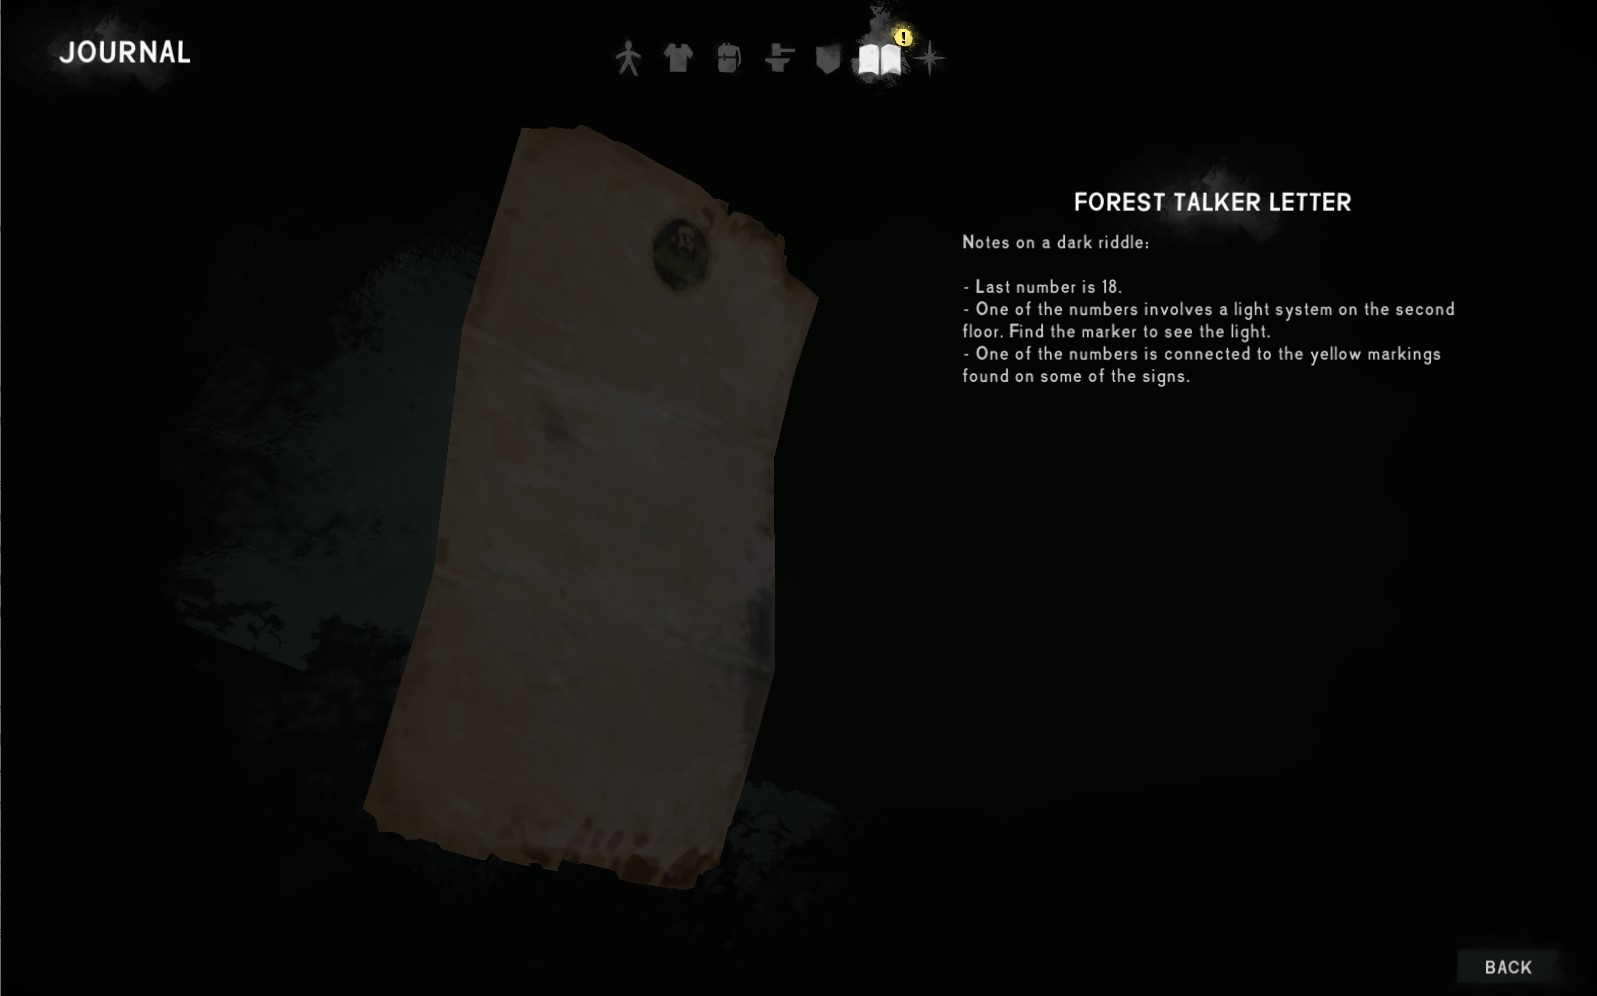 JOURNAL
!
FOREST TALKER LETTER
Notes on a dark riddle:
- Last number is 18.
- One of the numbers involves a light system on the second
floor. Find the marker to see the light.
- One of the numbers is connected to the yellow markings
found on some of the signs.
BACK